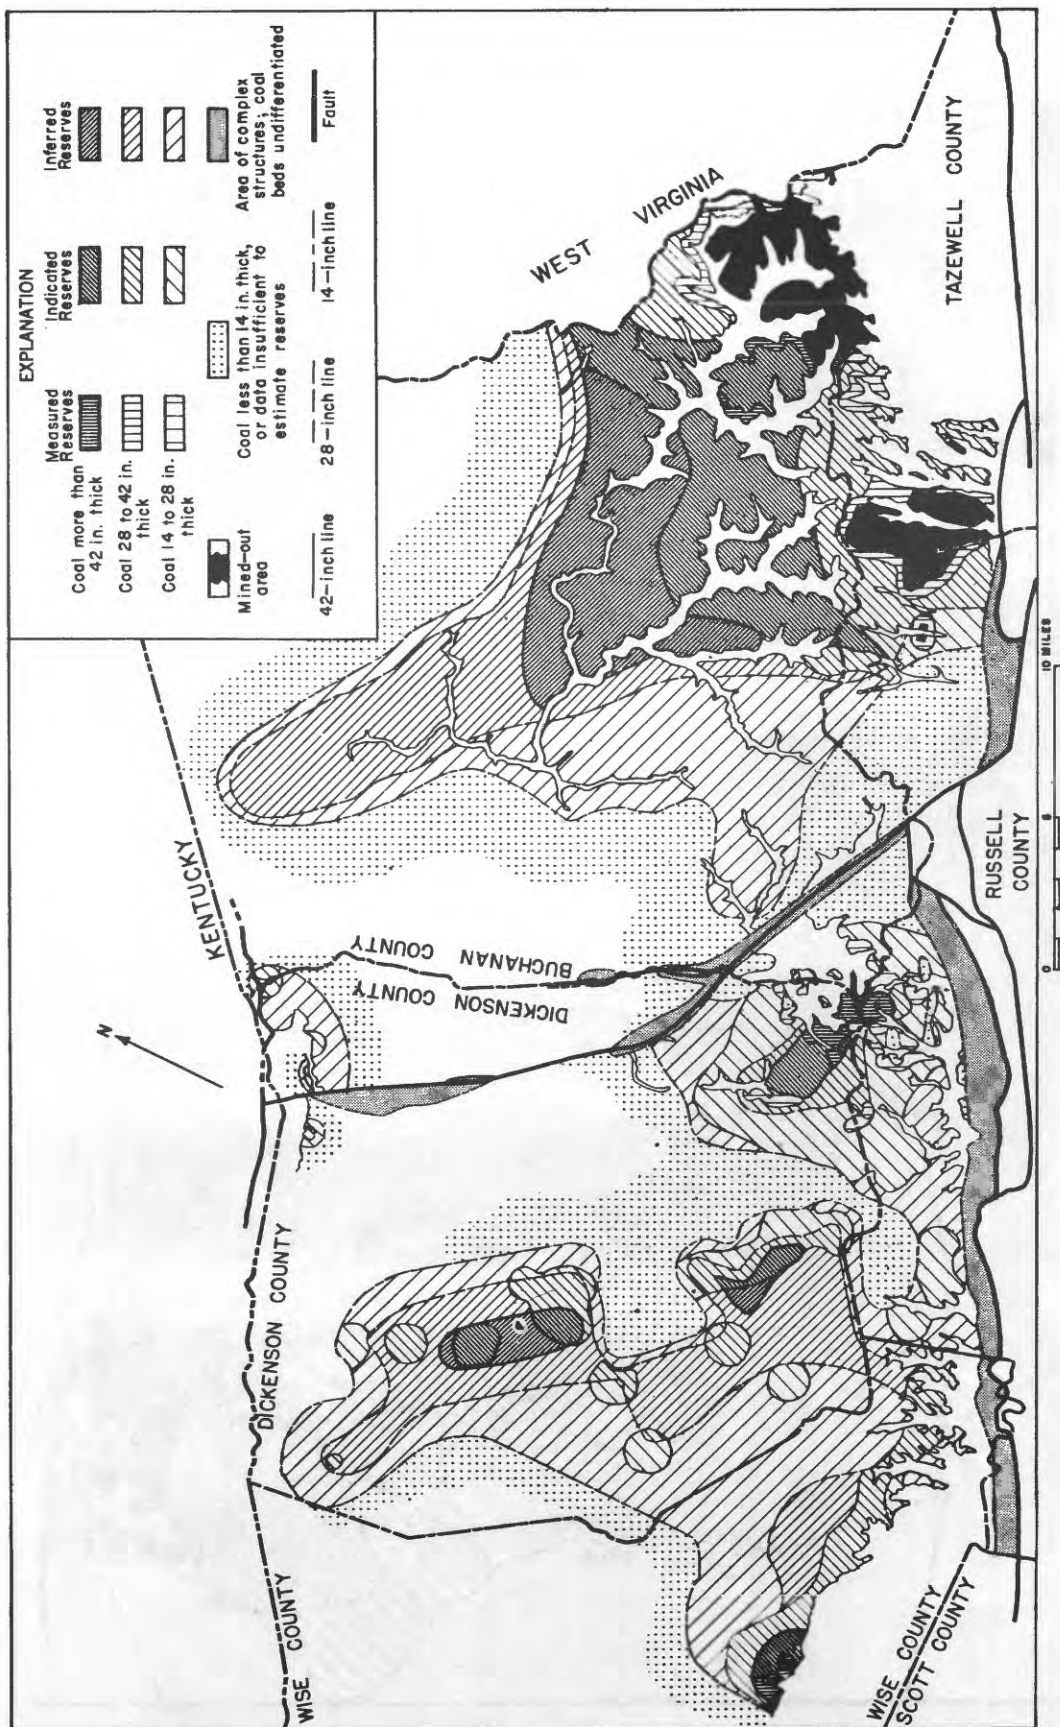 EXPLANATION
Measured
Reserves
Indicated
Reserves
Inferred
Reserves
Coal more than
42 in. thick
Coal 28 to 42 in.
thick
Coal 14 to 28 in.
thick
Mined-out
area
Coal less than 14 in. thick,
or data insufficient to
estimate reserves
Area of complex
structures; coal
beds undifferentiated
42-inch line
28-inch line
14-inch line
Fault
KENTUCKY
WEST VIRGINIA
N
BUCHANAN COUNTY
DICKENSON COUNTY
DICKENSON COUNTY
WISE COUNTY
TAZEWELL COUNTY
RUSSELL
COUNTY
WISE COUNTY
SCOTT COUNTY
0
10 MILES